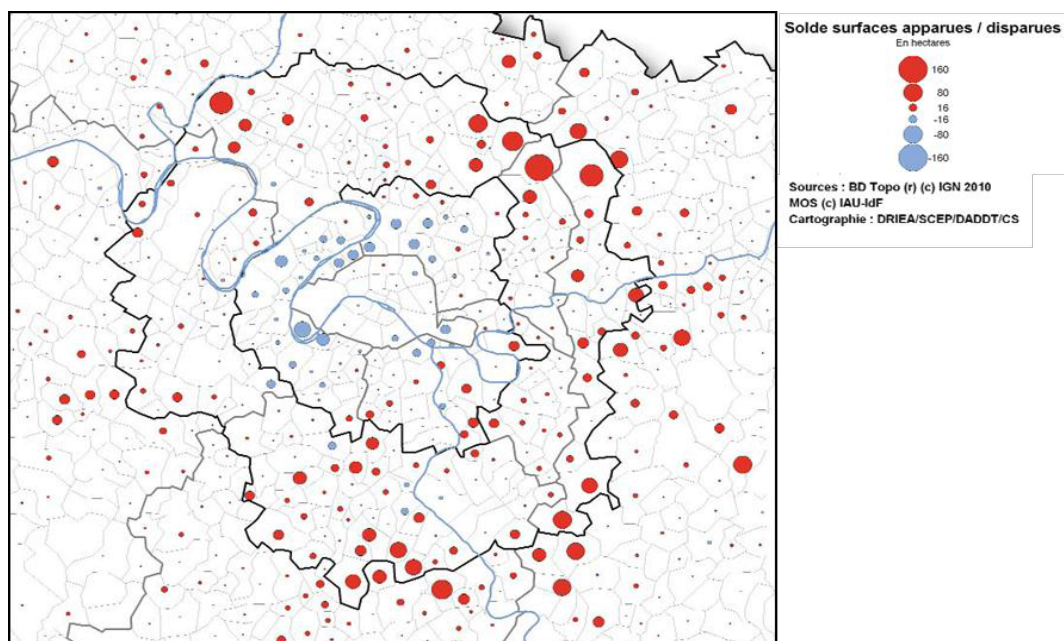 Solde surfaces apparues / disparues
En hectares
160
80
16
-16
-80
-160
Sources : BD Topo (r) (c) IGN 2010
MOS (c) IAU-IdF
Cartographie : DRIEA/SCEP/DADDT/CS